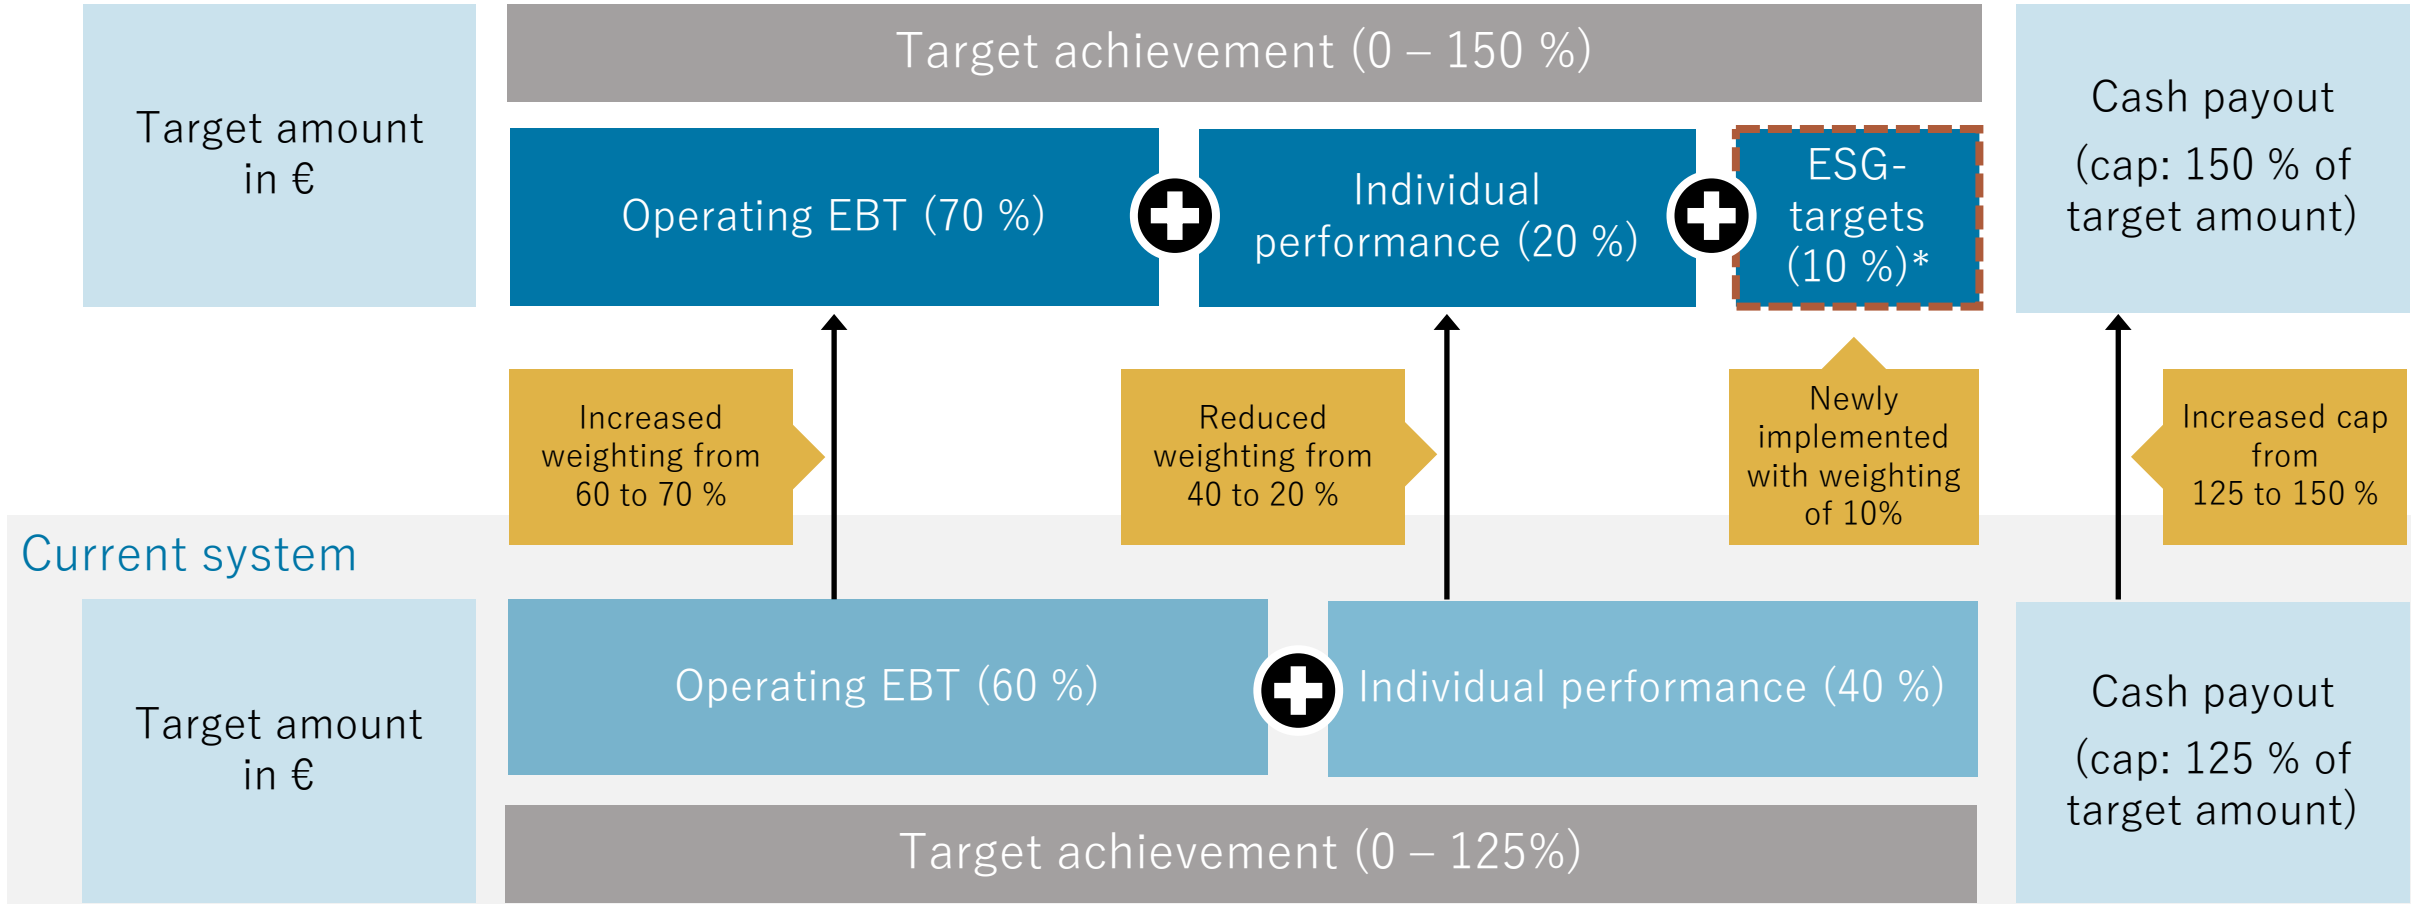 Target amount
in €
Target achievement (0 – 150 %)
Operating EBT (70 %)
Individual
performance (20 %)
ESG-
targets
(10 %)*
Cash payout
(cap: 150 % of
target amount)
Increased
weighting from
60 to 70 %
Reduced
weighting from
40 to 20 %
Newly
implemented
with weighting
of 10%
Increased cap
from
125 to 150 %
Current system
Target amount
in €
Operating EBT (60 %)
Individual performance (40 %)
Target achievement (0 – 125%)
Cash payout
(cap: 125 % of
target amount)